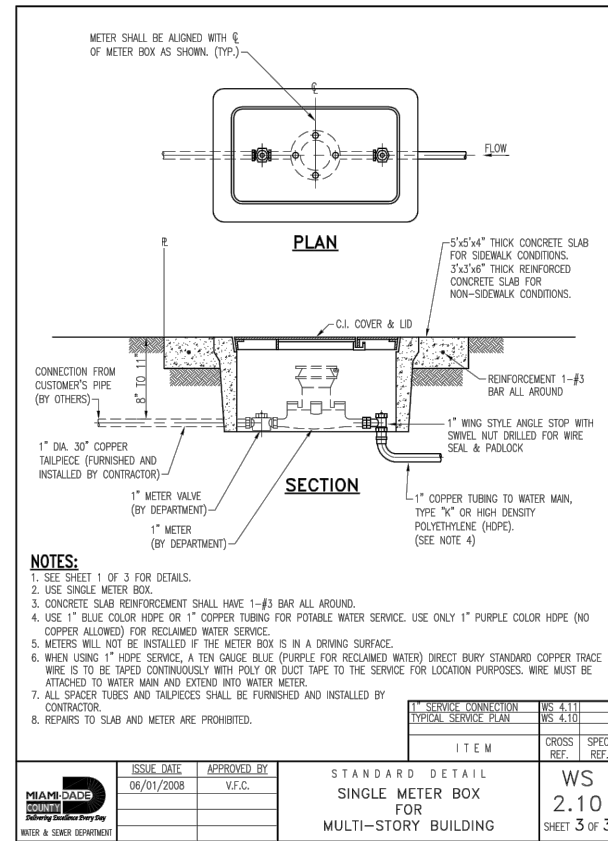 METER SHALL BE ALIGNED WITH ℄
OF METER BOX AS SHOWN. (TYP.)
℄
FLOW
PLAN
5'x5'x4" THICK CONCRETE SLAB
FOR SIDEWALK CONDITIONS.
3'x3'x6" THICK REINFORCED
CONCRETE SLAB FOR
NON-SIDEWALK CONDITIONS.
C.I. COVER & LID
8" TO 11"
CONNECTION FROM
CUSTOMER'S PIPE
(BY OTHERS)
REINFORCEMENT 1-#3
BAR ALL AROUND
1" DIA. 30" COPPER
TAILPIECE (FURNISHED AND
INSTALLED BY CONTRACTOR)
1" WING STYLE ANGLE STOP WITH
SWIVEL NUT DRILLED FOR WIRE
SEAL & PADLOCK
1" METER VALVE
(BY DEPARTMENT)
SECTION
1" METER
(BY DEPARTMENT)
1" COPPER TUBING TO WATER MAIN,
TYPE "K" OR HIGH DENSITY
POLYETHYLENE (HDPE).
(SEE NOTE 4)
NOTES:
1. SEE SHEET 1 OF 3 FOR DETAILS.
2. USE SINGLE METER BOX.
3. CONCRETE SLAB REINFORCEMENT SHALL HAVE 1-#3 BAR ALL AROUND.
4. USE 1" BLUE COLOR HDPE OR 1" COPPER TUBING FOR POTABLE WATER SERVICE. USE ONLY 1" PURPLE COLOR HDPE (NO
COPPER ALLOWED) FOR RECLAIMED WATER SERVICE.
5. METERS WILL NOT BE INSTALLED IF THE METER BOX IS IN A DRIVING SURFACE.
6. WHEN USING 1" HDPE SERVICE, A TEN GAUGE BLUE (PURPLE FOR RECLAIMED WATER) DIRECT BURY STANDARD COPPER TRACE
WIRE IS TO BE TAPED CONTINUOUSLY WITH POLY OR DUCT TAPE TO THE SERVICE FOR LOCATION PURPOSES. WIRE MUST BE
ATTACHED TO WATER MAIN AND EXTEND INTO WATER METER.
7. ALL SPACER TUBES AND TAILPIECES SHALL BE FURNISHED AND INSTALLED BY
CONTRACTOR.
8. REPAIRS TO SLAB AND METER ARE PROHIBITED.
1" SERVICE CONNECTION WS 4.11
TYPICAL SERVICE PLAN WS 4.10
ITEM CROSS REF. SPEC REF.
MIAMI-DADE
COUNTY
Delivering Excellence Every Day
WATER & SEWER DEPARTMENT
ISSUE DATE APPROVED BY
06/01/2008 V.F.C.
STANDARD DETAIL
SINGLE METER BOX
FOR
MULTI-STORY BUILDING
WS
2.10
SHEET 3 OF 3